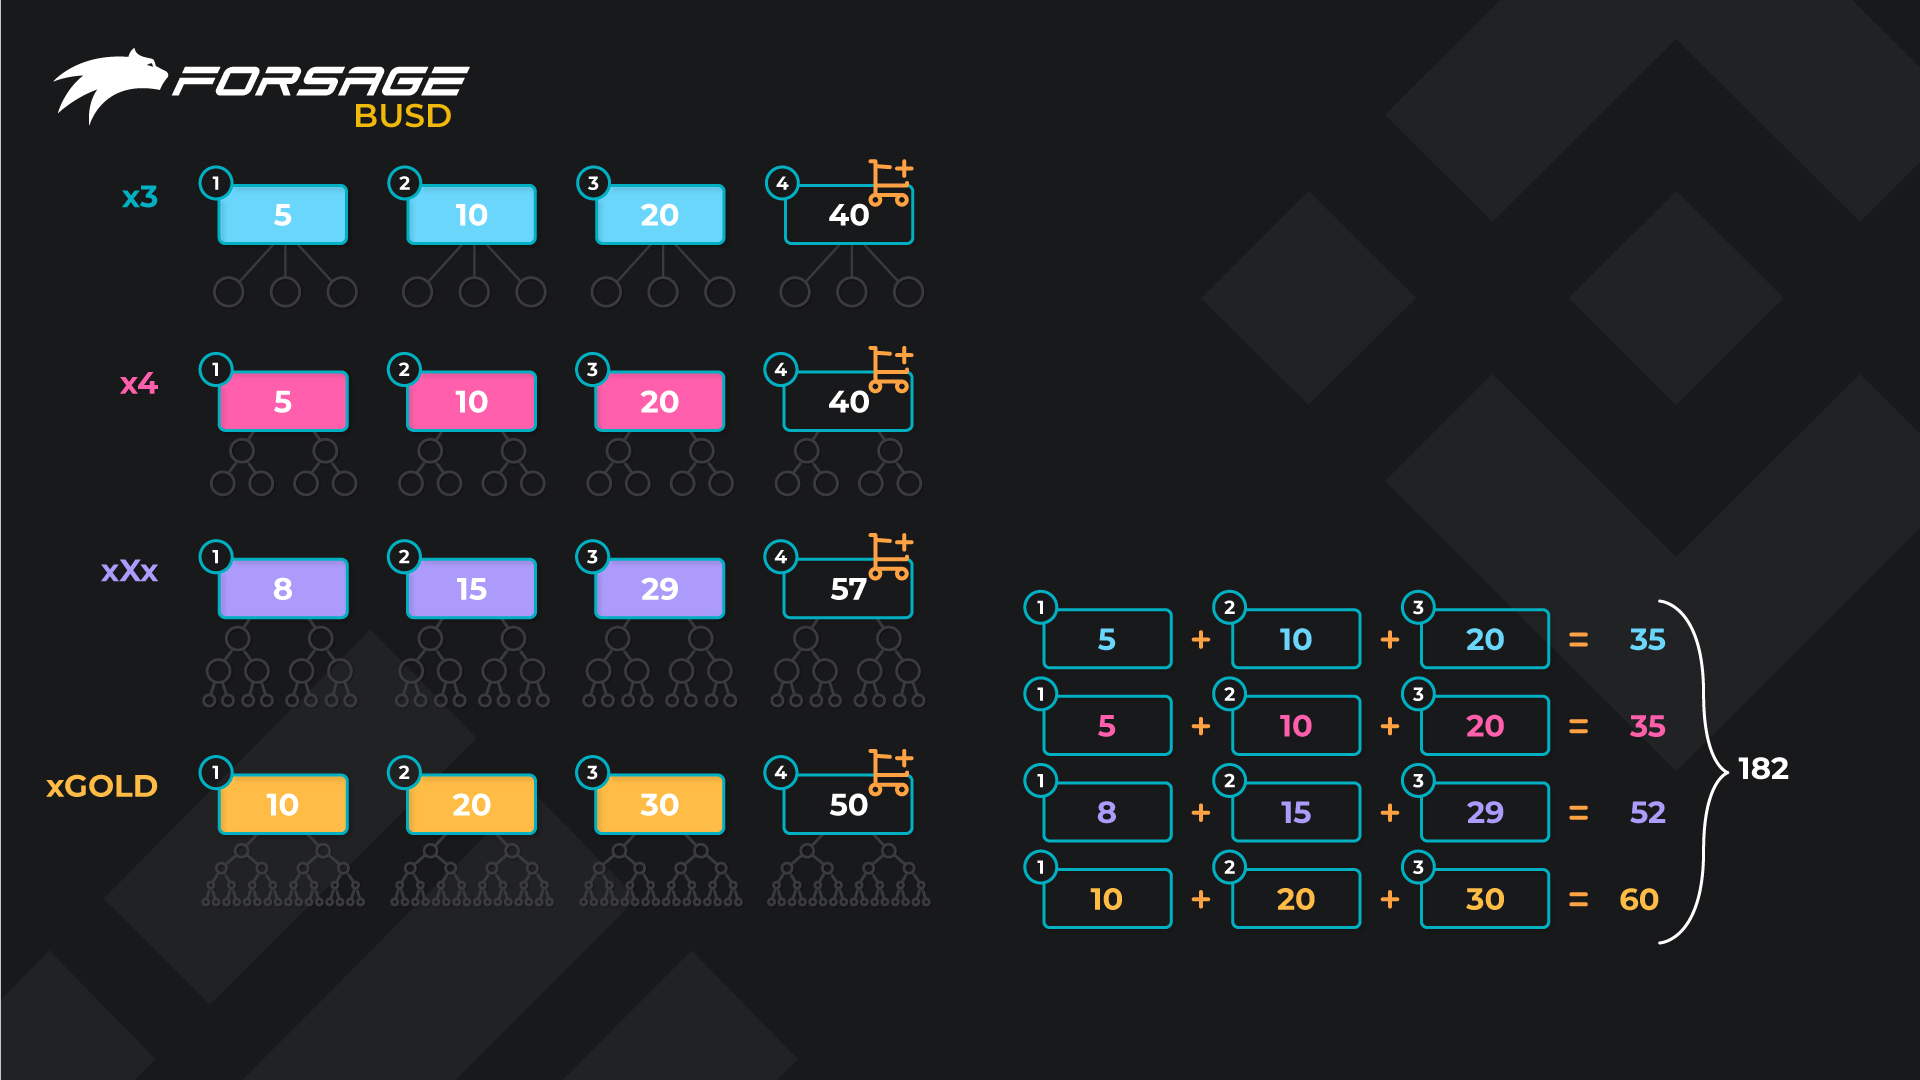 FORSAGE
BUSD
x3
1 2 3 4
5 10 20 40
x4
1 2 3 4
5 10 20 40
xXx
1 2 3 4
8 15 29 57
xGOLD
1 2 3 4
10 20 30 50
1 2 3
5 + 10 + 20 = 35
1 2 3
5 + 10 + 20 = 35
1 2 3
8 + 15 + 29 = 52
1 2 3
10 + 20 + 30 = 60
182